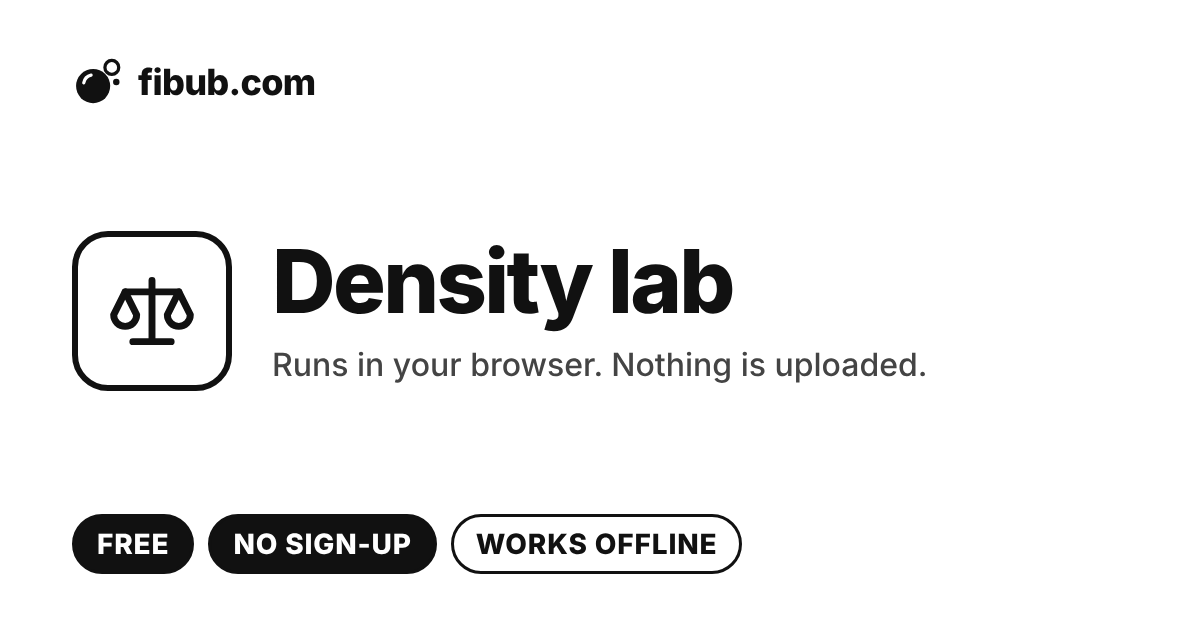 fibub.com
Density lab
Runs in your browser. Nothing is uploaded.
FREE
NO SIGN-UP
WORKS OFFLINE